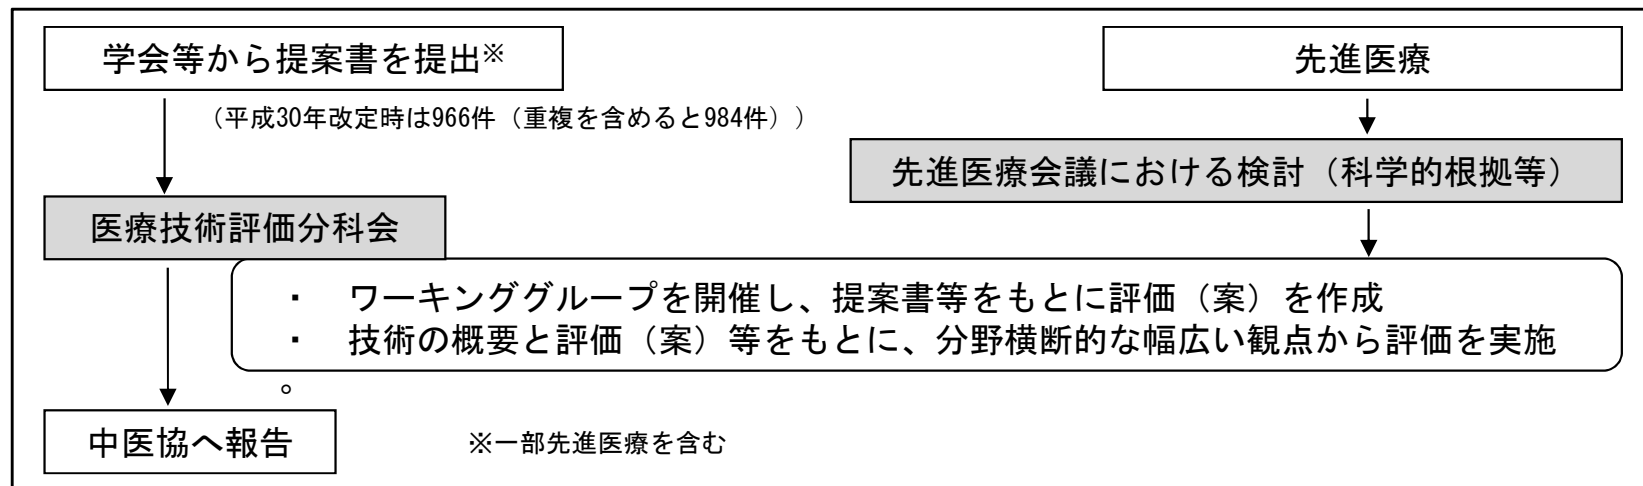 学会等から提案書を提出※
先進医療
（平成30年改定時は966件（重複を含めると984件））
先進医療会議における検討（科学的根拠等）
医療技術評価分科会
・　ワーキンググループを開催し、提案書等をもとに評価（案）を作成
・　技術の概要と評価（案）等をもとに、分野横断的な幅広い観点から評価を実施
。
中医協へ報告
※一部先進医療を含む